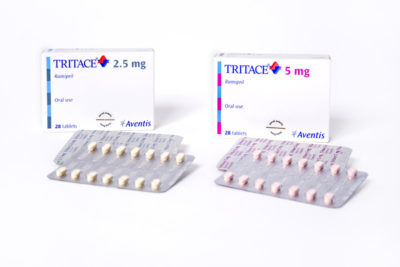 TRITACE 2.5 mg
Ramipril
Oral use
28 tablets
Aventis
TRITACE 5 mg
Ramipril
Oral use
28 tablets
Aventis